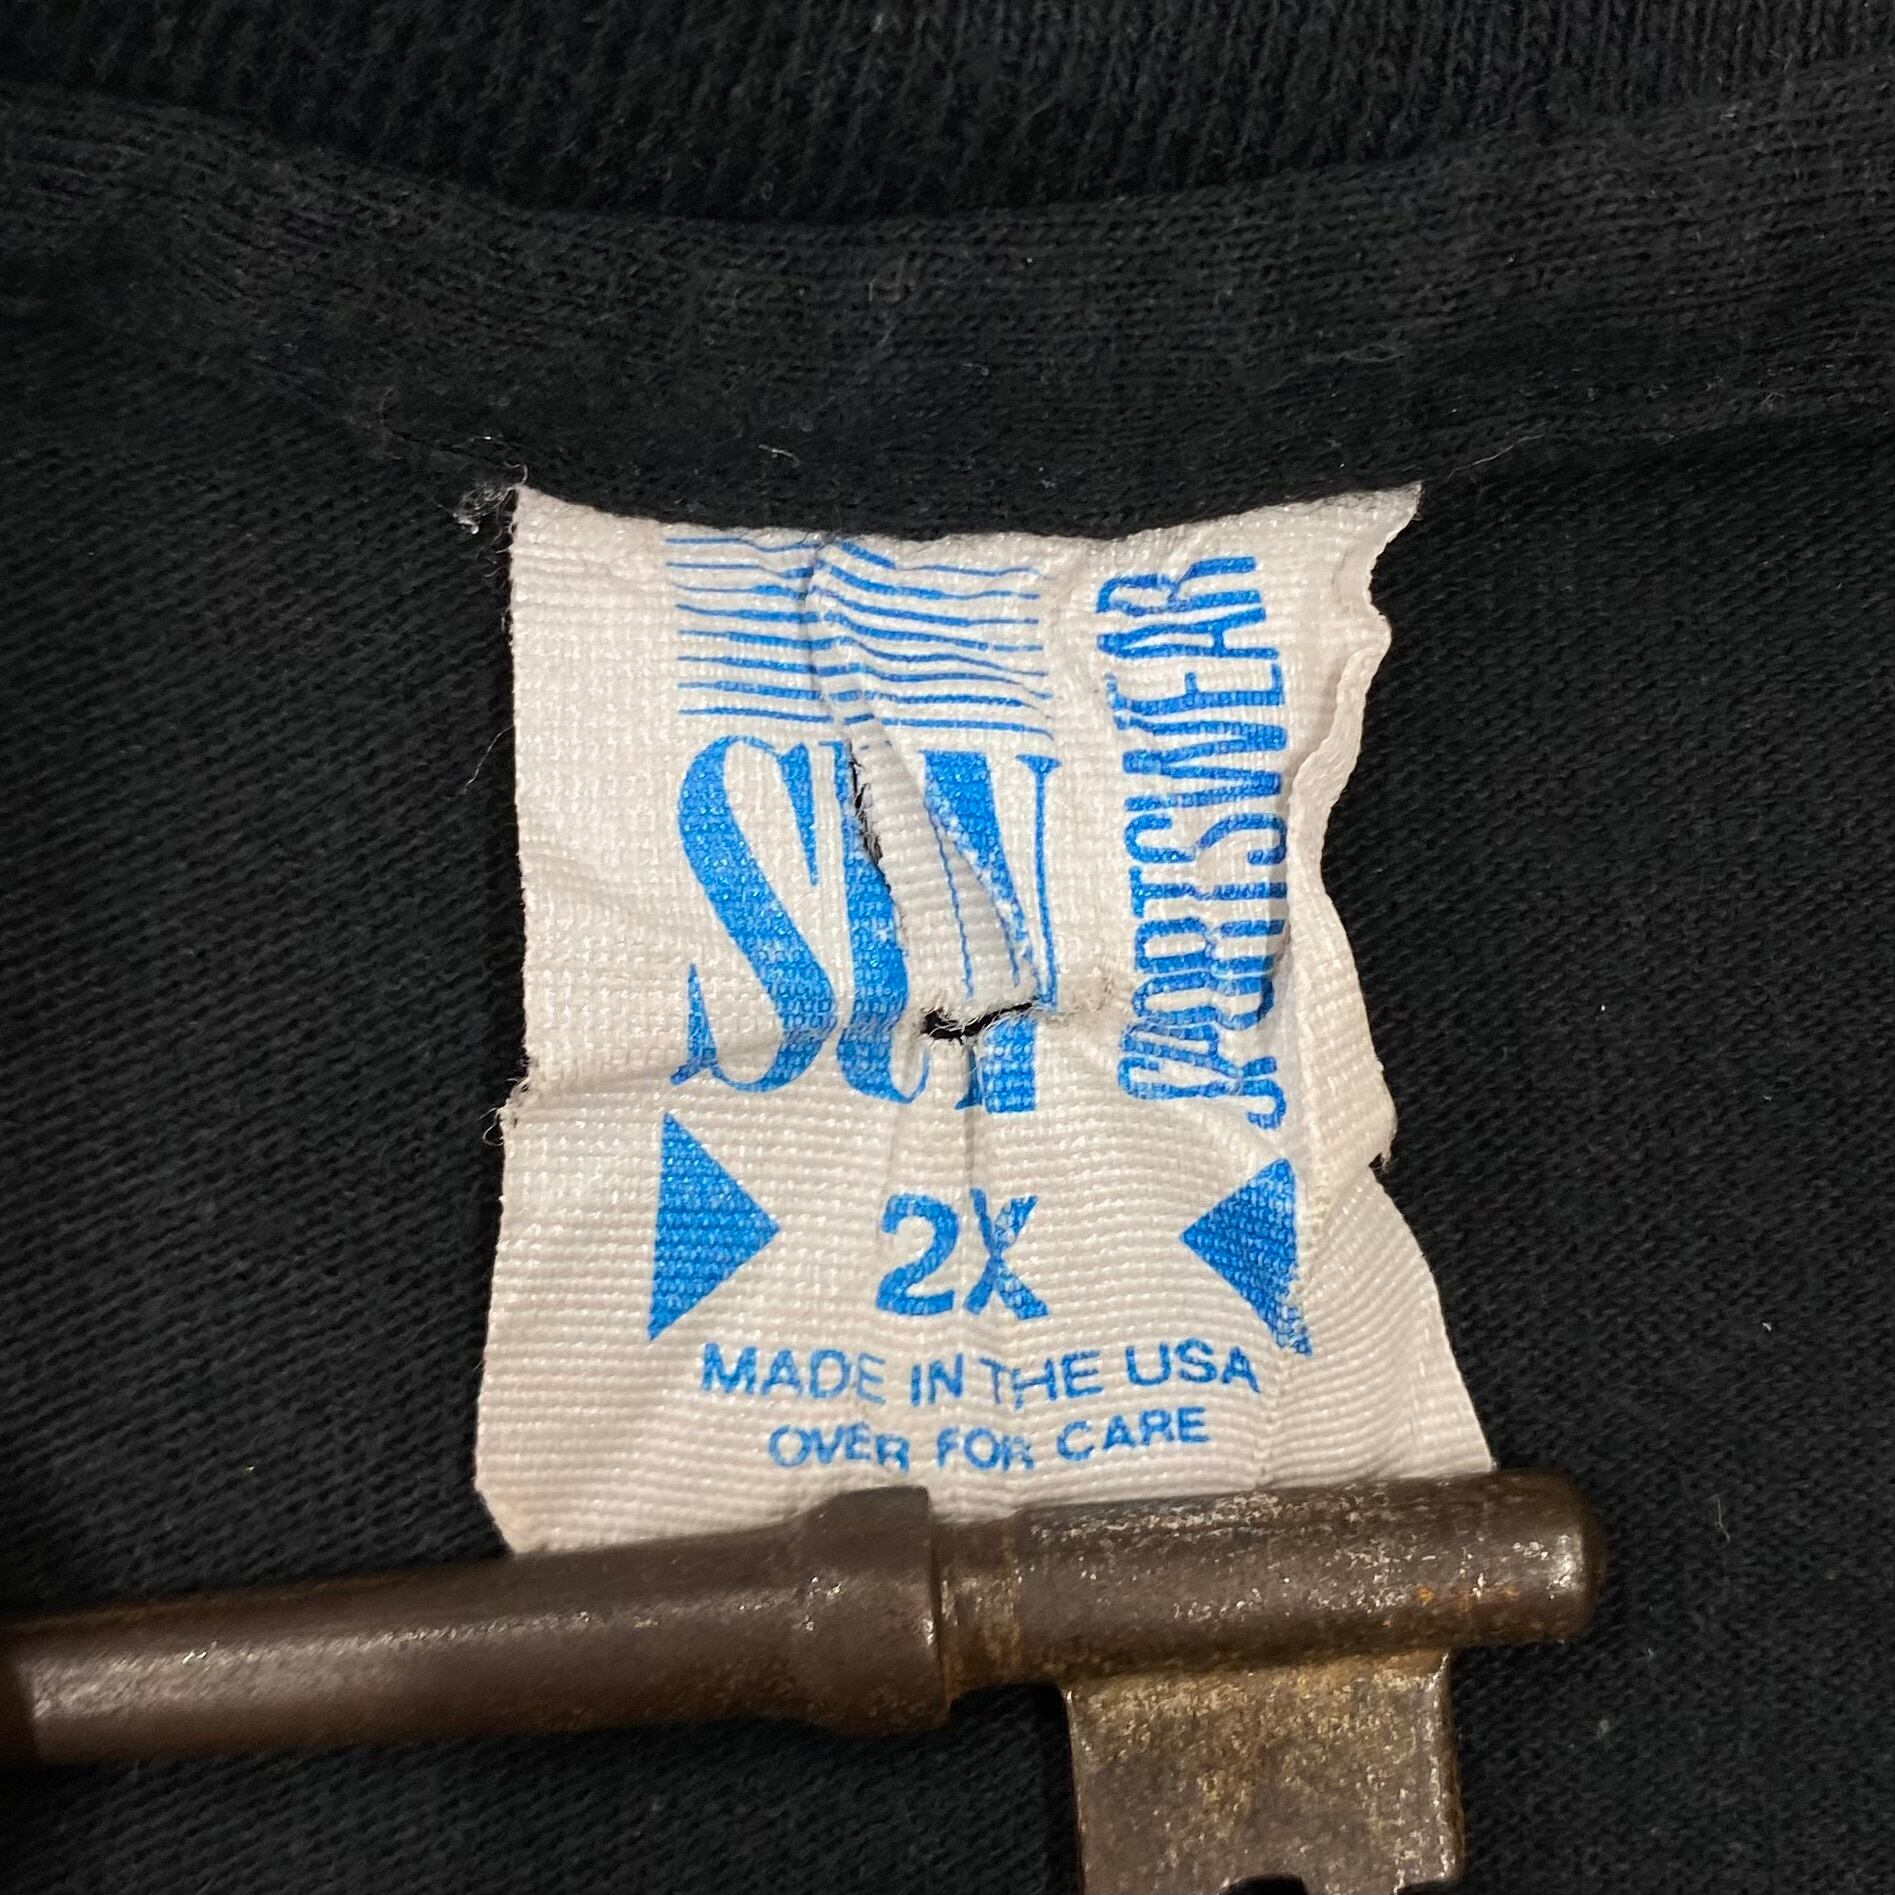 SUN
SPORTSWEAR
2X
MADE IN THE USA
OVER FOR CARE